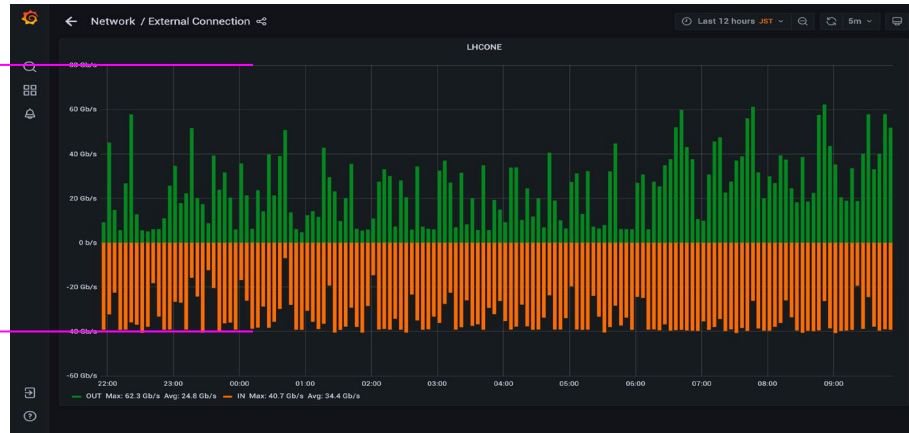 Network / External Connection
Last 12 hours JST
5m
LHCONE
80 Gb/s
60 Gb/s
40 Gb/s
20 Gb/s
0 b/s
-20 Gb/s
-40 Gb/s
-60 Gb/s
22:00 23:00 00:00 01:00 02:00 03:00 04:00 05:00 06:00 07:00 08:00 09:00
OUT Max: 62.3 Gb/s Avg: 24.8 Gb/s IN Max: 40.7 Gb/s Avg: 34.4 Gb/s